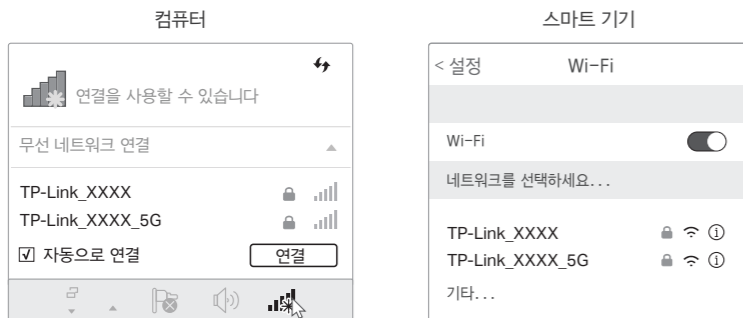 컴퓨터
연결을 사용할 수 있습니다
무선 네트워크 연결
TP-Link_XXXX
TP-Link_XXXX_5G
자동으로 연결
연결
스마트 기기
< 설정 Wi-Fi
Wi-Fi
네트워크를 선택하세요...
TP-Link_XXXX
TP-Link_XXXX_5G
기타...